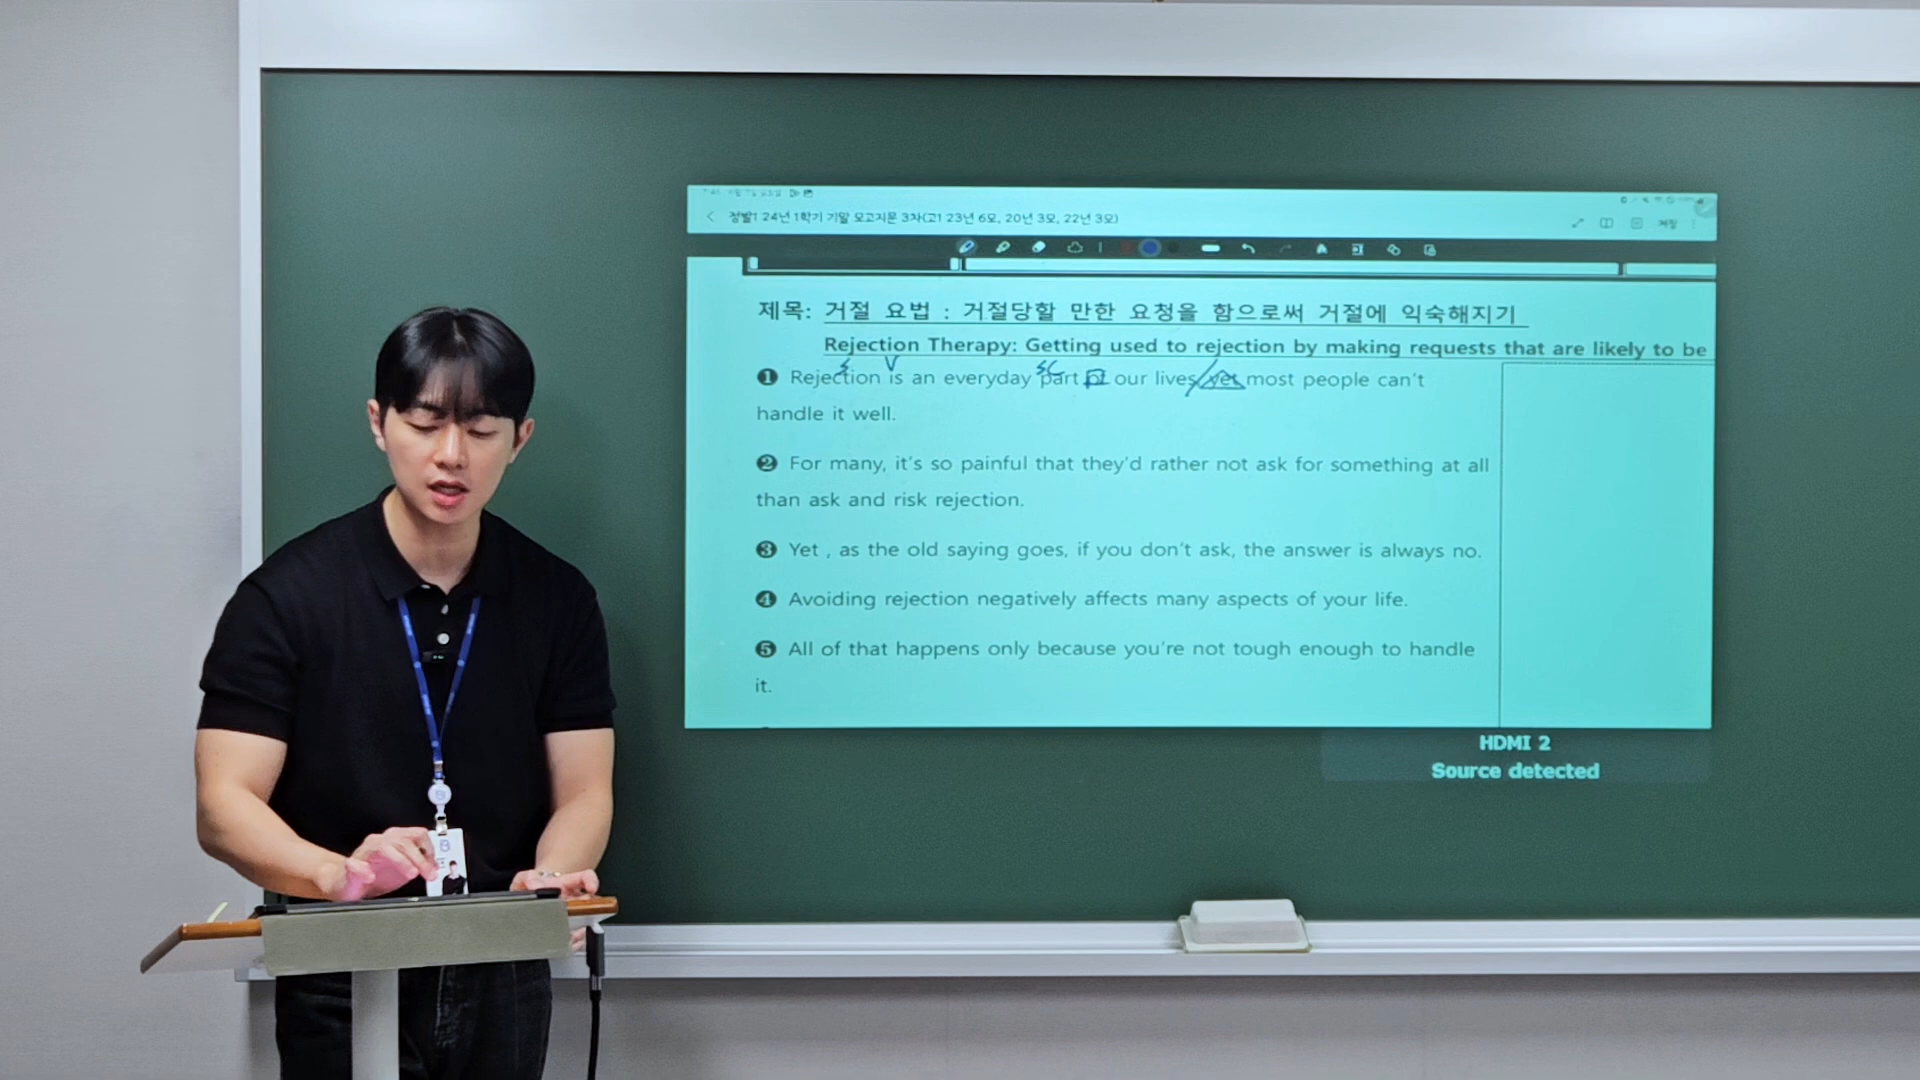 정발1 24년 1학기 기말 모고지문 3차(고1 23년 6모, 20년 3모, 22년 3모)
저장
제목: 거절 요법 : 거절당할 만한 요청을 함으로써 거절에 익숙해지기
Rejection Therapy: Getting used to rejection by making requests that are likely to be
S V SC
❶ Rejection is an everyday part of our lives, yet most people can't
handle it well.
❷ For many, it's so painful that they'd rather not ask for something at all
than ask and risk rejection.
❸ Yet , as the old saying goes, if you don't ask, the answer is always no.
❹ Avoiding rejection negatively affects many aspects of your life.
❺ All of that happens only because you're not tough enough to handle
it.
HDMI 2
Source detected